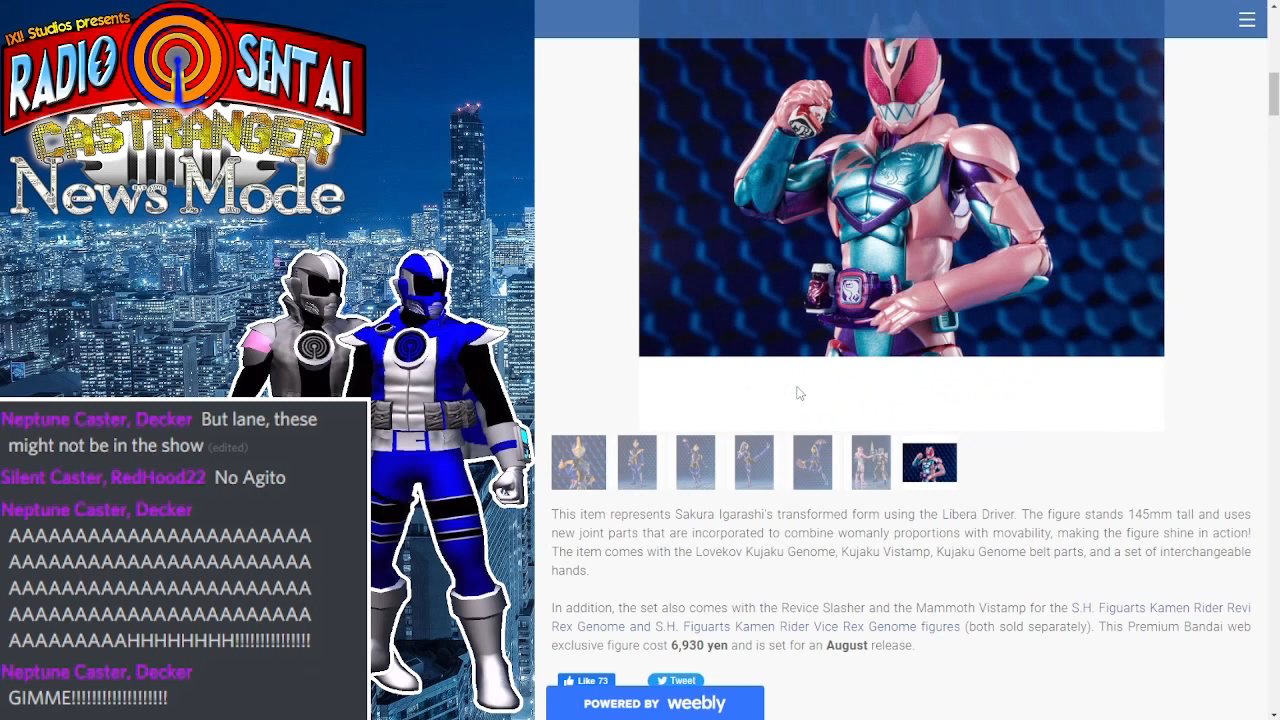 IXII Studios presents
RADIO SENTAI
CASTRANGER
News Mode
Neptune Caster, Decker But lane, these
might not be in the show (edited)
Silent Caster, RedHood22 No Agito
Neptune Caster, Decker
AAAAAAAAAAAAAAAAAAAAAAA
AAAAAAAAAAAAAAAAAAAAAAA
AAAAAAAAAAAAAAAAAAAAAAA
AAAAAAAAAAAAAAAAAAAAAAA
AAAAAAAAAHHHHHHHH!!!!!!!!!!!!!!!
Neptune Caster, Decker
GIMME!!!!!!!!!!!!!!!!!!!
This item represents Sakura Igarashi's transformed form using the Libera Driver. The figure stands 145mm tall and uses
new joint parts that are incorporated to combine womanly proportions with movability, making the figure shine in action!
The item comes with the Lovekov Kujaku Genome, Kujaku Vistamp, Kujaku Genome belt parts, and a set of interchangeable
hands.
In addition, the set also comes with the Revice Slasher and the Mammoth Vistamp for the S.H. Figuarts Kamen Rider Revi
Rex Genome and S.H. Figuarts Kamen Rider Vice Rex Genome figures (both sold separately). This Premium Bandai web
exclusive figure cost 6,930 yen and is set for an August release.
Like 73
Tweet
POWERED BY weebly